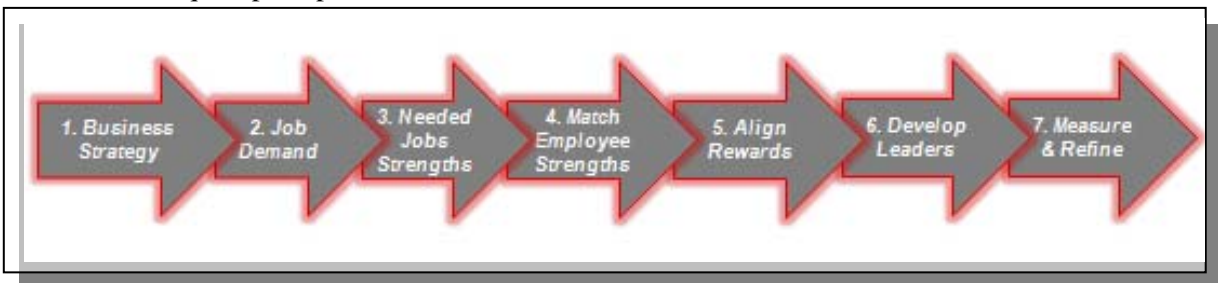 1. Business
Strategy
2. Job
Demand
3. Needed
Jobs
Strengths
4. Match
Employee
Strengths
5. Align
Rewards
6. Develop
Leaders
7. Measure
& Refine